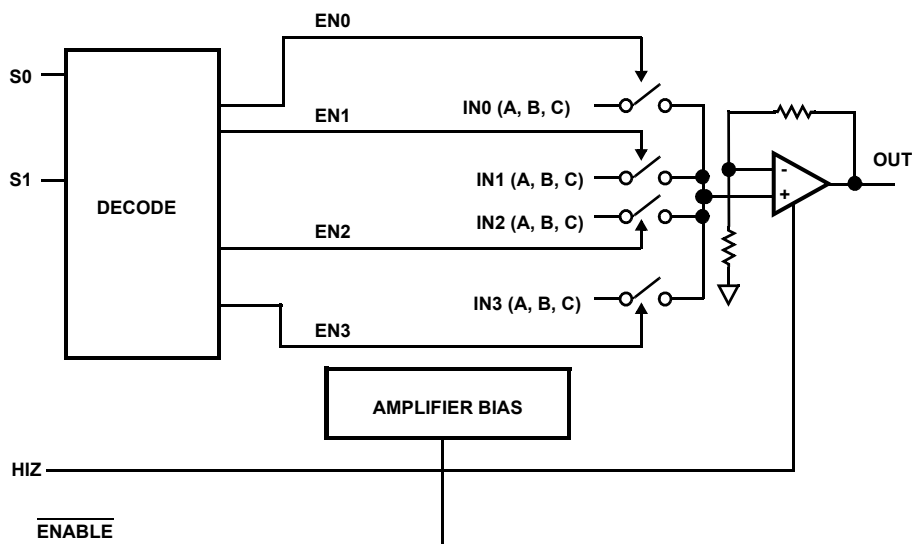 EN0
S0
IN0 (A, B, C)
EN1
OUT
S1
IN1 (A, B, C)
-
+
DECODE
IN2 (A, B, C)
EN2
IN3 (A, B, C)
EN3
AMPLIFIER BIAS
HIZ
ENABLE